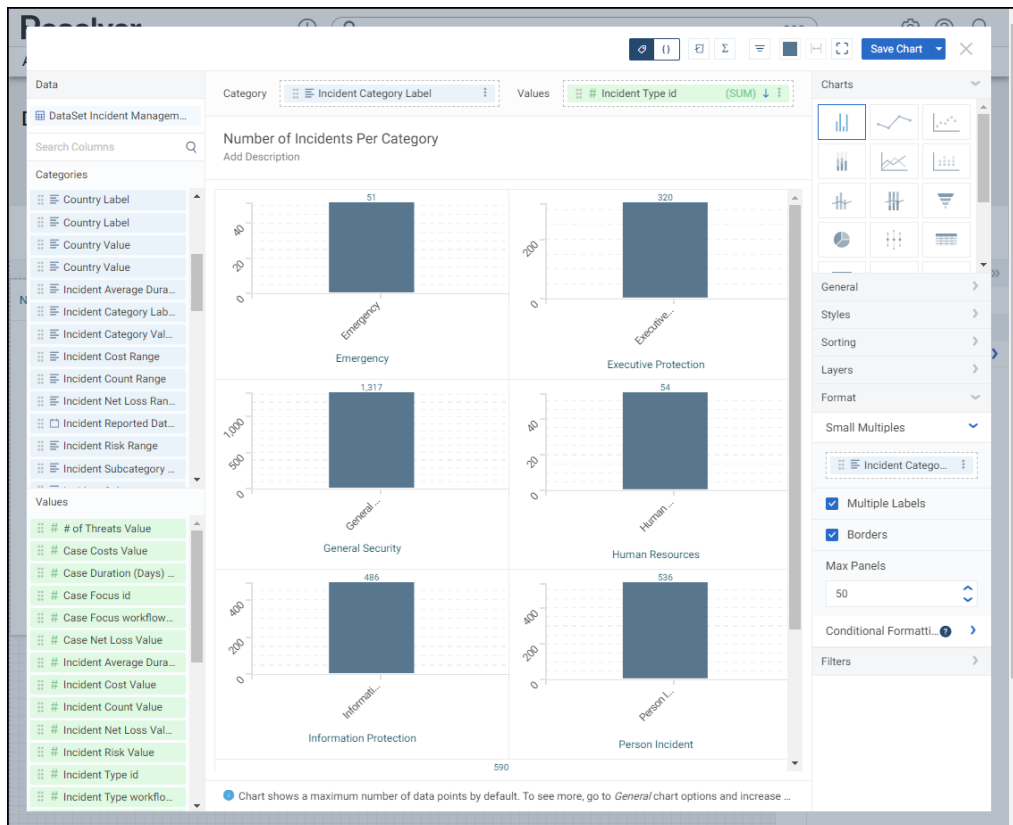 Resolver
{ }
Σ
Save Chart
Data
Category
Incident Category Label
Values
# Incident Type id
(SUM)
Charts
DataSet Incident Managem...
Search Columns
Number of Incidents Per Category
Add Description
Categories
Country Label
Country Label
Country Value
Country Value
Incident Average Dura...
Incident Category Lab...
Incident Category Val...
Incident Cost Range
Incident Count Range
Incident Net Loss Ran...
Incident Reported Dat...
Incident Risk Range
Incident Subcategory ...
Values
# # of Threats Value
# Case Costs Value
# Case Duration (Days) ...
# Case Focus id
# Case Focus workflow...
# Case Net Loss Value
# Incident Average Dura...
# Incident Cost Value
# Incident Count Value
# Incident Net Loss Val...
# Incident Risk Value
# Incident Type id
# Incident Type workflo...
51
40
20
0
Emergency
Emergency
320
200
0
Executive...
Executive Protection
1,317
1,000
500
0
General ...
General Security
54
40
20
0
Human ...
Human Resources
486
400
200
0
Informati...
Information Protection
536
400
200
0
Person I...
Person Incident
590
Chart shows a maximum number of data points by default. To see more, go to General chart options and increase ...
General
Styles
Sorting
Layers
Format
Small Multiples
Incident Catego...
Multiple Labels
Borders
Max Panels
50
Conditional Formatti...
?
Filters